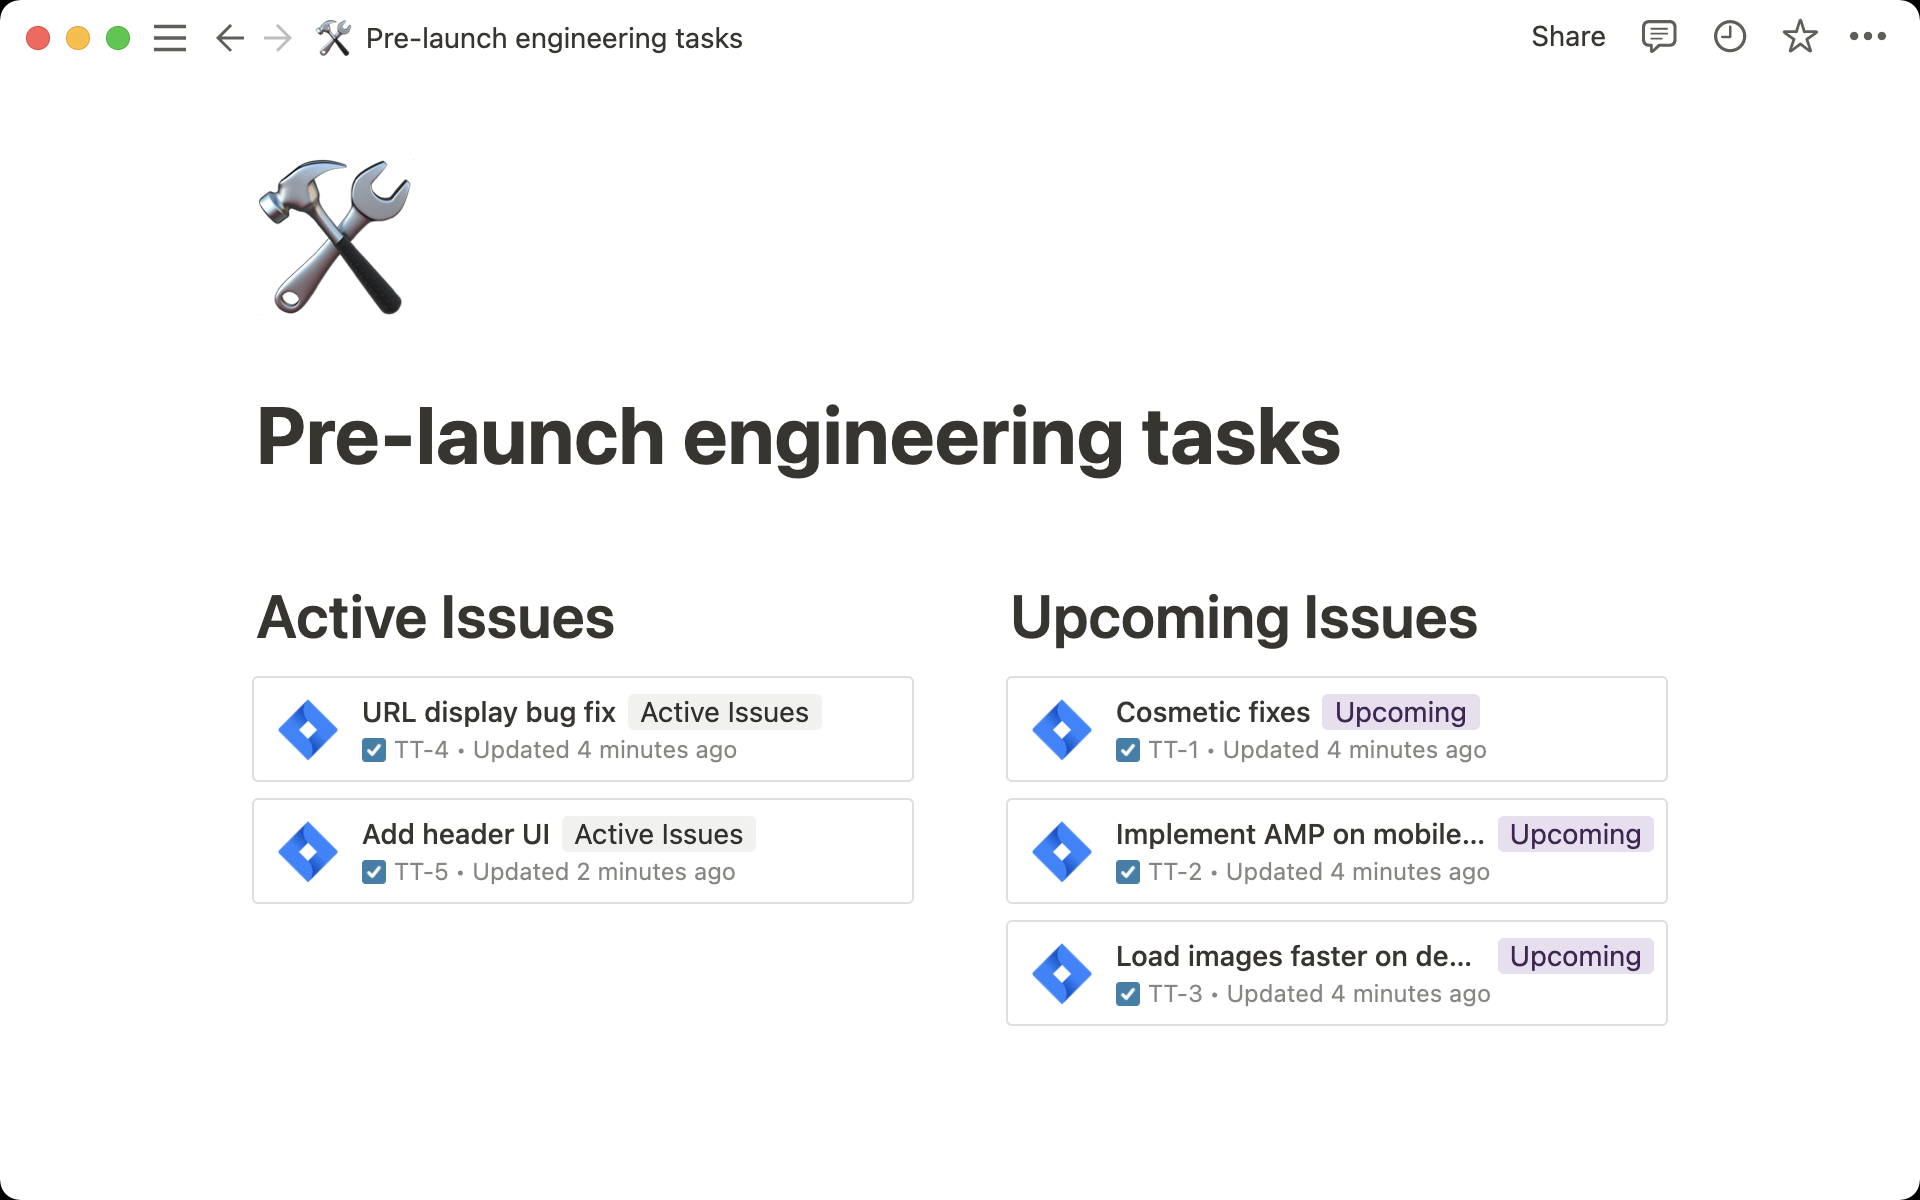 Pre-launch engineering tasks
Share
Pre-launch engineering tasks
Active Issues
URL display bug fix Active Issues
TT-4 • Updated 4 minutes ago
Add header UI Active Issues
TT-5 • Updated 2 minutes ago
Upcoming Issues
Cosmetic fixes Upcoming
TT-1 • Updated 4 minutes ago
Implement AMP on mobile... Upcoming
TT-2 • Updated 4 minutes ago
Load images faster on de... Upcoming
TT-3 • Updated 4 minutes ago